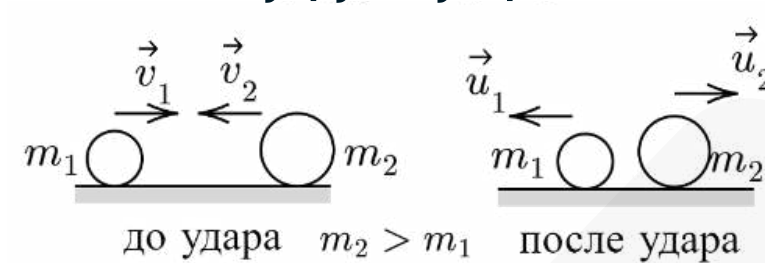 v⃗₁ v⃗₂ u⃗₁ u⃗₂
m₁ m₂ m₁ m₂
до удара m₂ > m₁ после удара